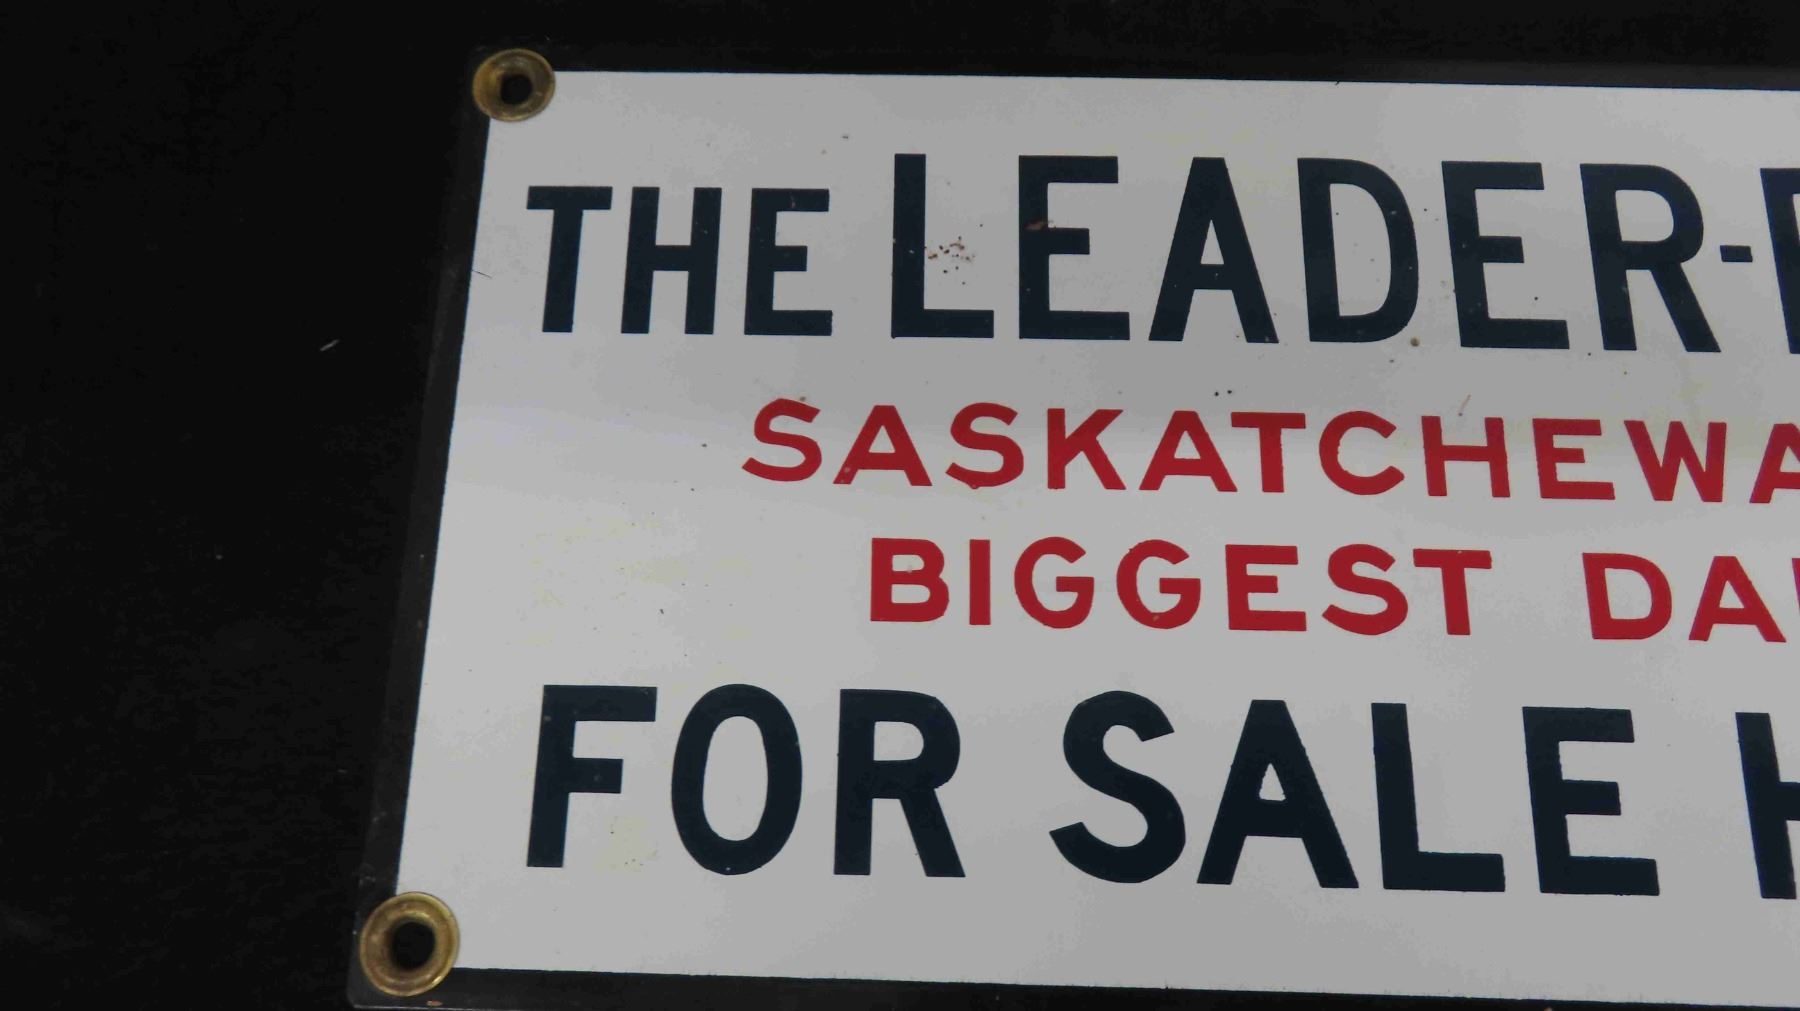 THE LEADER-
SASKATCHEWA
BIGGEST DA
FOR SALE H